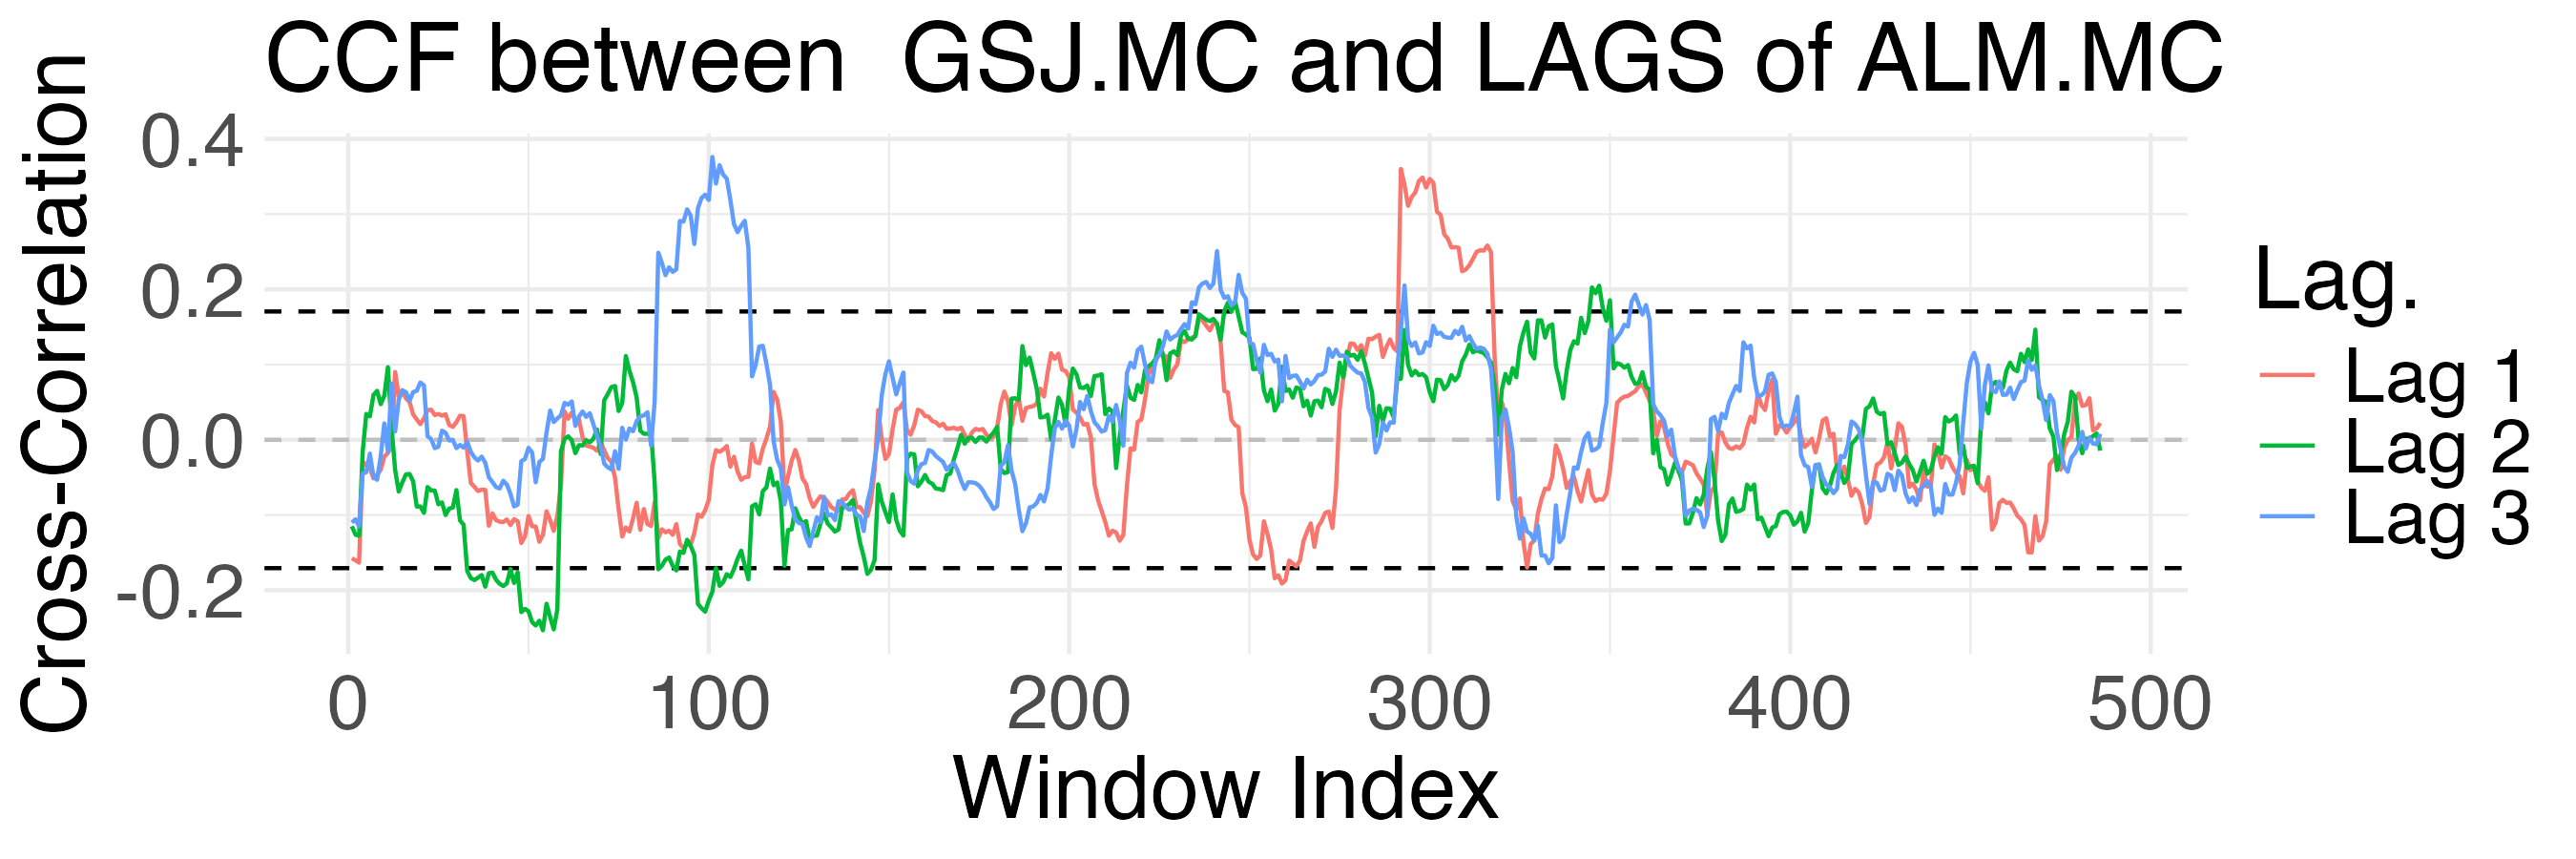 CCF between  GSJ.MC and LAGS of ALM.MC
Cross-Correlation
0.4
0.2
0.0
-0.2
0 100 200 300 400 500
Window Index
Lag.
Lag 1
Lag 2
Lag 3